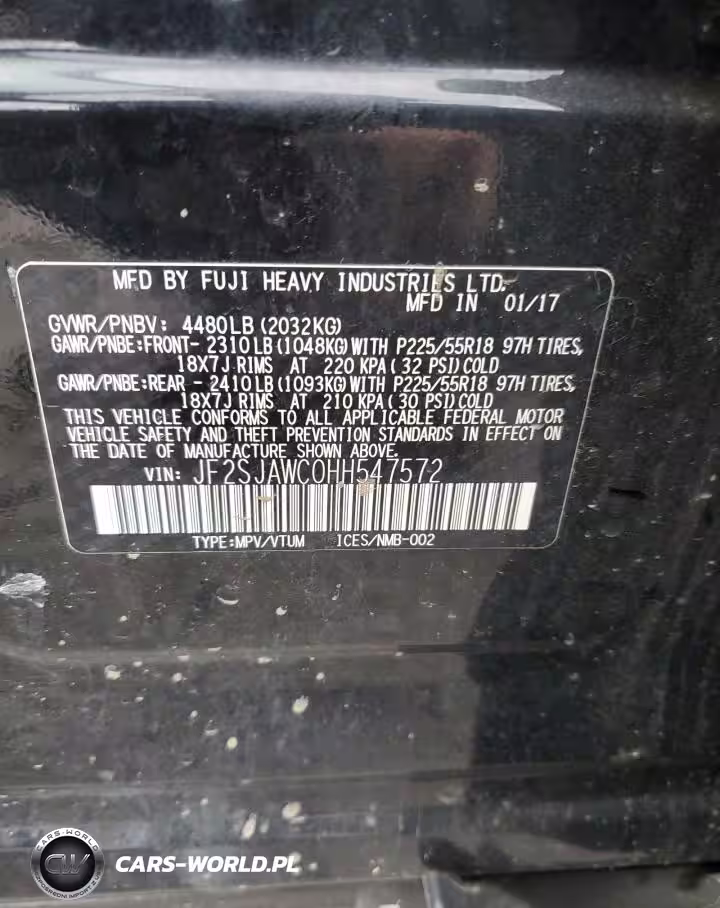 MFD BY FUJI HEAVY INDUSTRIES LTD.
MFD IN 01/17
GVWR/PNBV: 4480LB (2032KG)
GAWR/PNBE:FRONT- 2310LB (1048KG) WITH P225/55R18 97H TIRES,
18X7J RIMS AT 220 KPA ( 32 PSI) COLD
GAWR/PNBE:REAR - 2410LB (1093KG) WITH P225/55R18 97H TIRES,
18X7J RIMS AT 210 KPA ( 30 PSI) COLD
THIS VEHICLE CONFORMS TO ALL APPLICABLE FEDERAL MOTOR
VEHICLE SAFETY AND THEFT PREVENTION STANDARDS IN EFFECT ON
THE DATE OF MANUFACTURE SHOWN ABOVE.
VIN: JF2SJAWC0HH547572
TYPE:MPV/VTUM ICES/NMB-002
CARS-WORLD
CW
CARS-WORLD.PL